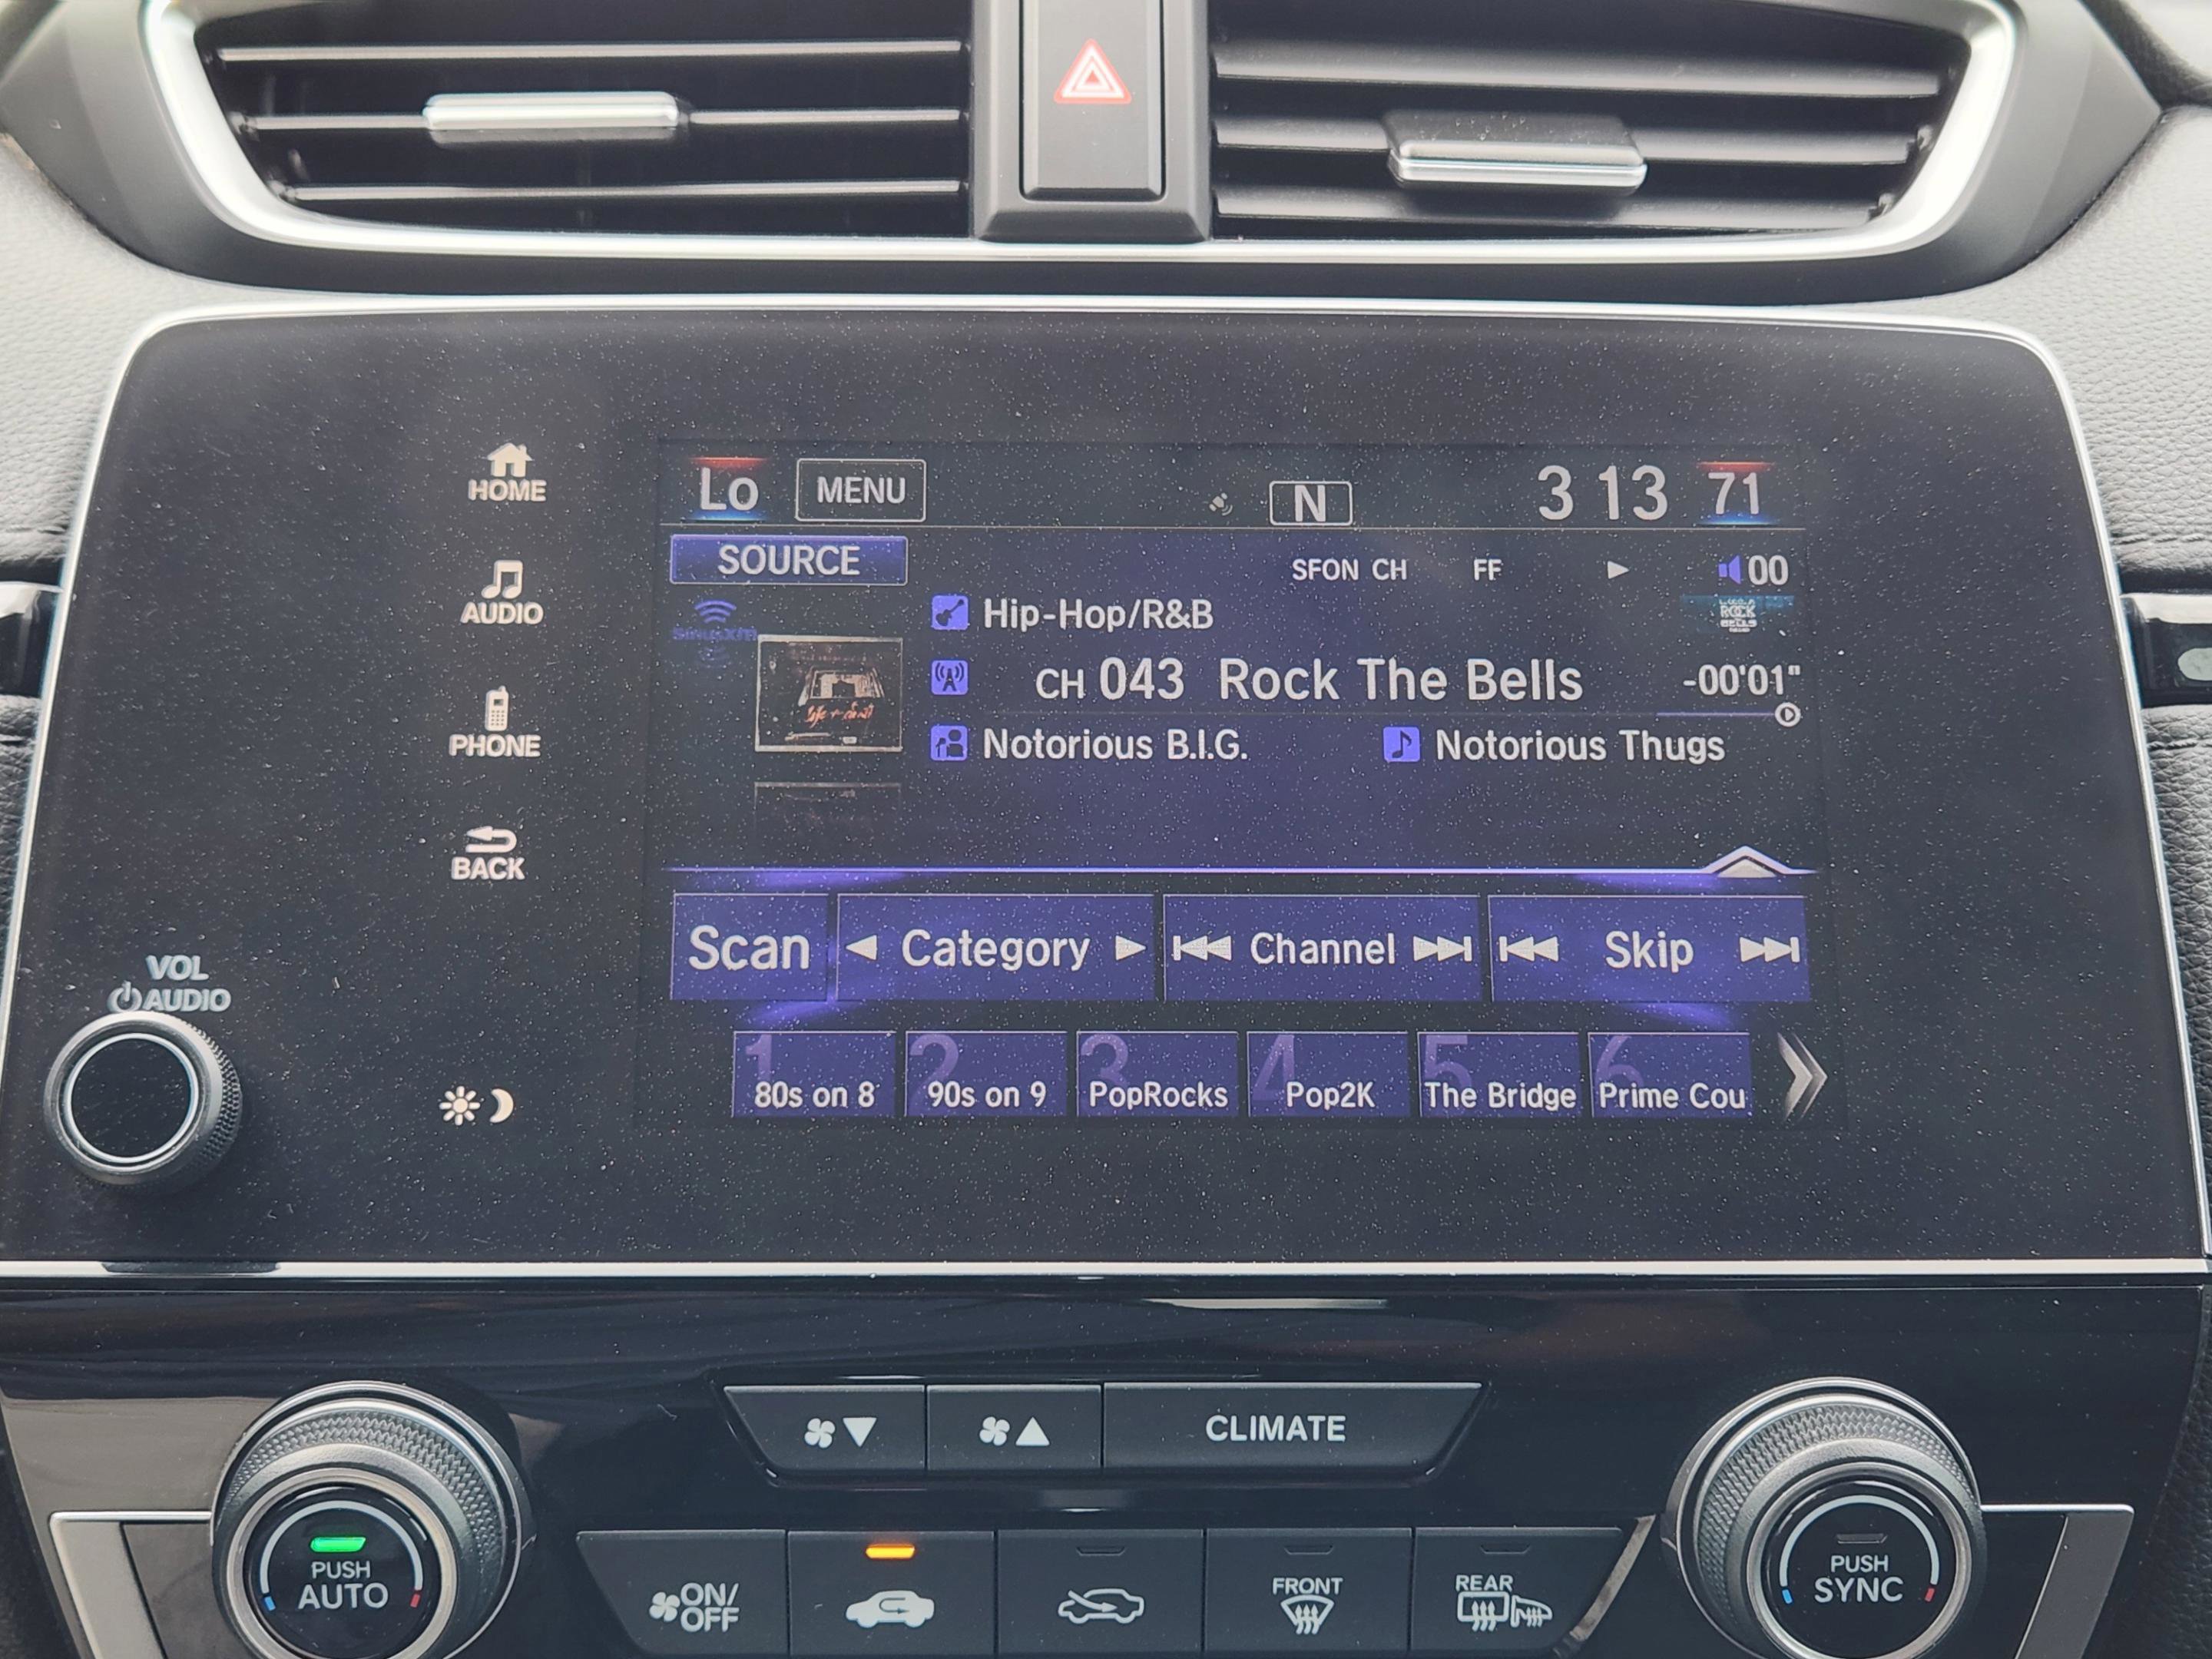 HOME
AUDIO
PHONE
BACK
VOL
AUDIO
Lo MENU N 3 13 71
SOURCE SFON CH FF 00
siriusxm
Hip-Hop/R&B
ROCK
BELLS
CH 043 Rock The Bells -00'01"
Notorious B.I.G. Notorious Thugs
Scan Category Channel Skip
1 80s on 8
2 90s on 9
3 PopRocks
4 Pop2K
5 The Bridge
6 Prime Cou
CLIMATE
PUSH
AUTO
ON/
OFF
FRONT
REAR
PUSH
SYNC